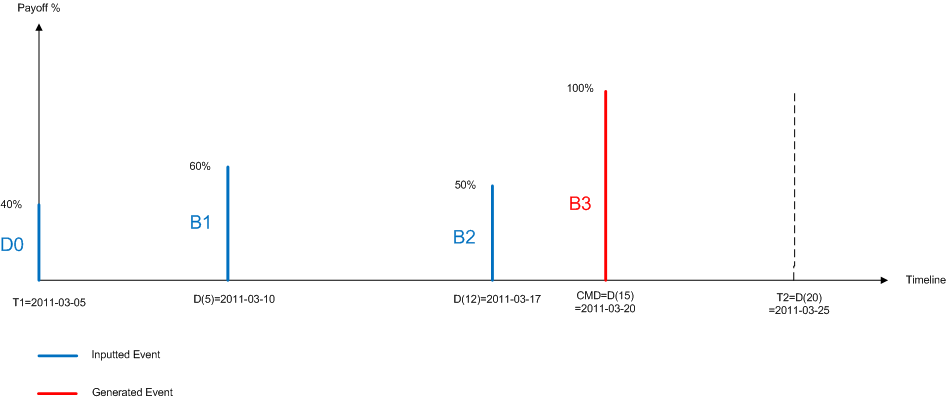 Payoff %
100%
60%
50%
40%
B1
B3
B2
D0
Timeline
T1=2011-03-05
D(5)=2011-03-10
D(12)=2011-03-17
CMD=D(15)
=2011-03-20
T2=D(20)
=2011-03-25
Inputted Event
Generated Event